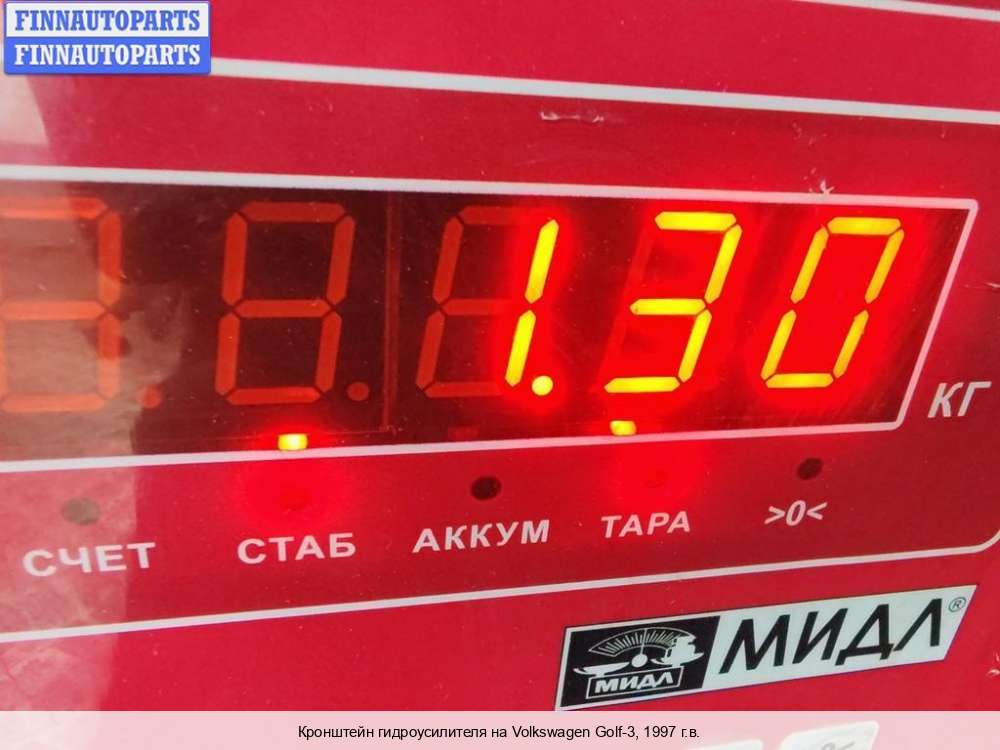 FINNAUTOPARTS
FINNAUTOPARTS
1.30
КГ
СЧЕТ СТАБ АККУМ ТАРА >0<
МИДЛ МИДЛ®
Кронштейн гидроусилителя на Volkswagen Golf-3, 1997 г.в.